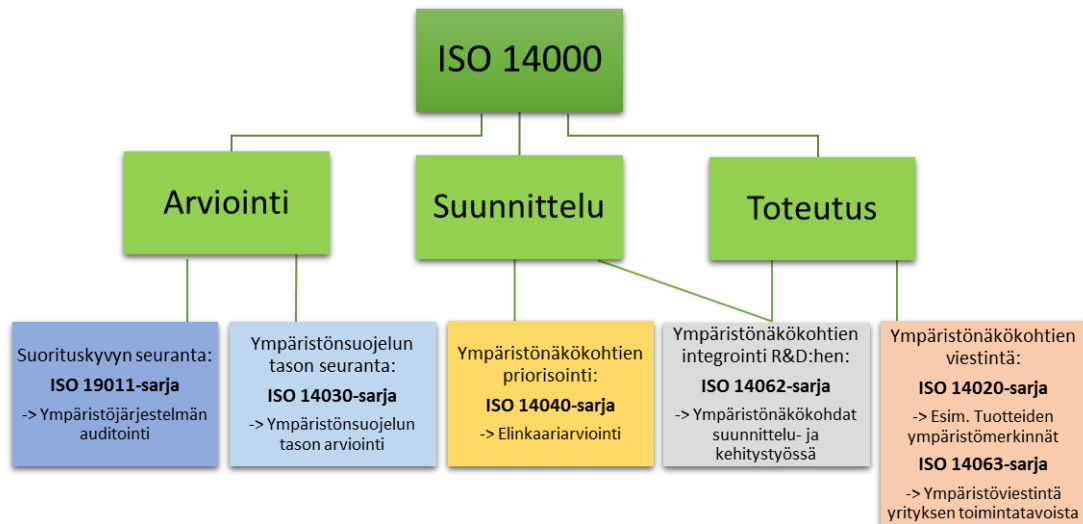 ISO 14000
Arviointi
Suunnittelu
Toteutus
Suorituskyvyn seuranta:
ISO 19011-sarja
-> Ympäristöjärjestelmän
auditointi
Ympäristönsuojelun
tason seuranta:
ISO 14030-sarja
-> Ympäristönsuojelun
tason arviointi
Ympäristönäkökohtien
priorisointi:
ISO 14040-sarja
-> Elinkaariarviointi
Ympäristönäkökohtien
integrointi R&D:hen:
ISO 14062-sarja
-> Ympäristönäkökohdat
suunnittelu- ja
kehitystyössä
Ympäristönäkökohtien
viestintä:
ISO 14020-sarja
-> Esim. Tuotteiden
ympäristömerkinnät
ISO 14063-sarja
-> Ympäristöviestintä
yrityksen toimintatavoista